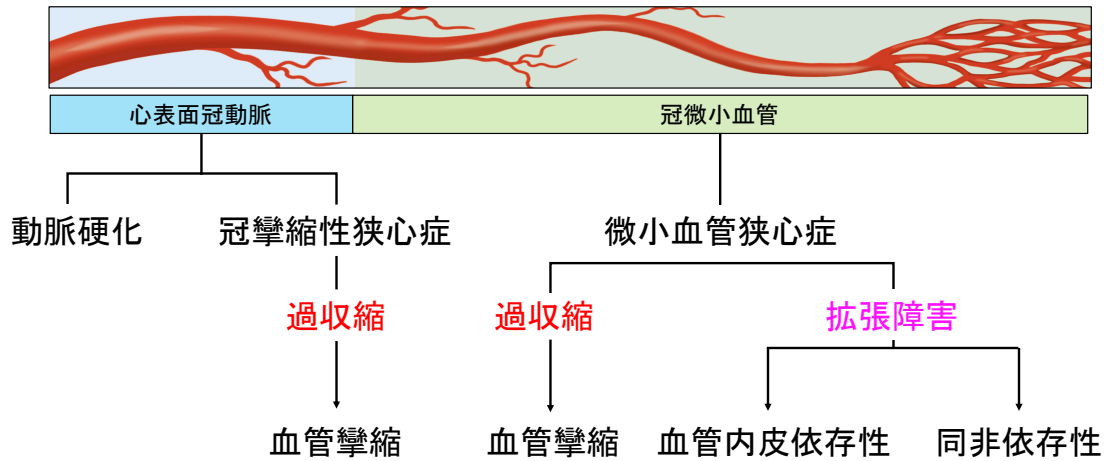 心表面冠動脈
冠微小血管
動脈硬化
冠攣縮性狭心症
微小血管狭心症
過収縮
過収縮
拡張障害
血管攣縮
血管攣縮
血管内皮依存性
同非依存性